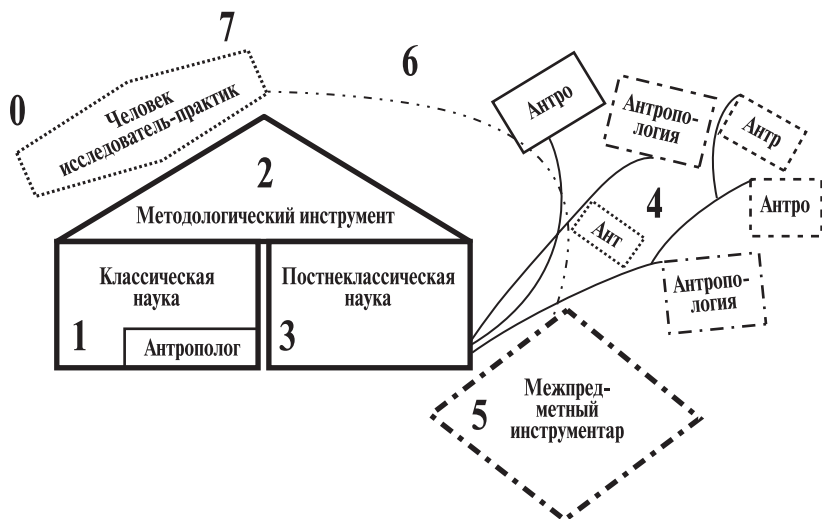 7
0
Человек
исследователь-практик
6
2
Методологический инструмент
Классическая
наука
1
Антрополог
Постнеклассическая
наука
3
Антро
Антропо-
логия
Антр
4
Антро
Ант
Антропо-
логия
5
Межпред-
метный
инструментар